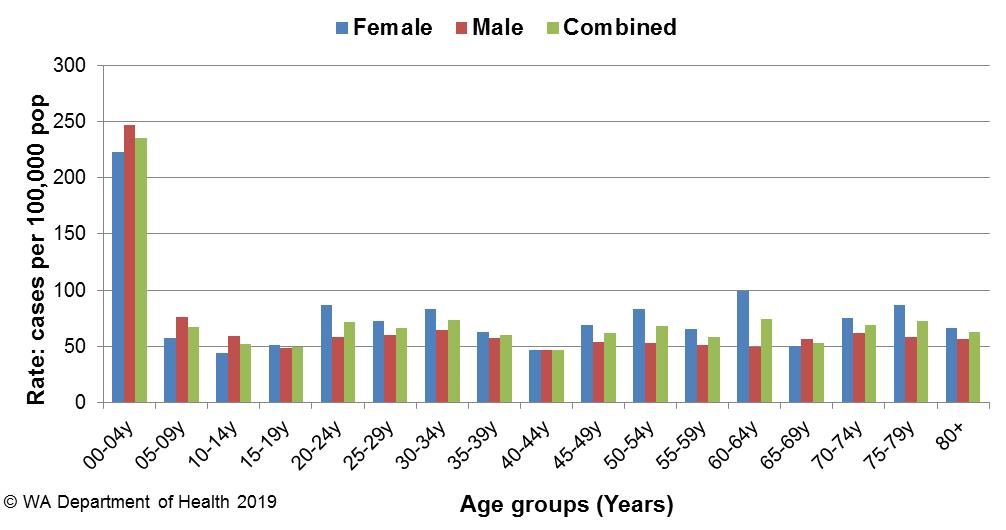 Female Male Combined
Rate: cases per 100,000 pop
300
250
200
150
100
50
0
00-04y 05-09y 10-14y 15-19y 20-24y 25-29y 30-34y 35-39y 40-44y 45-49y 50-54y 55-59y 60-64y 65-69y 70-74y 75-79y 80+
© WA Department of Health 2019
Age groups (Years)